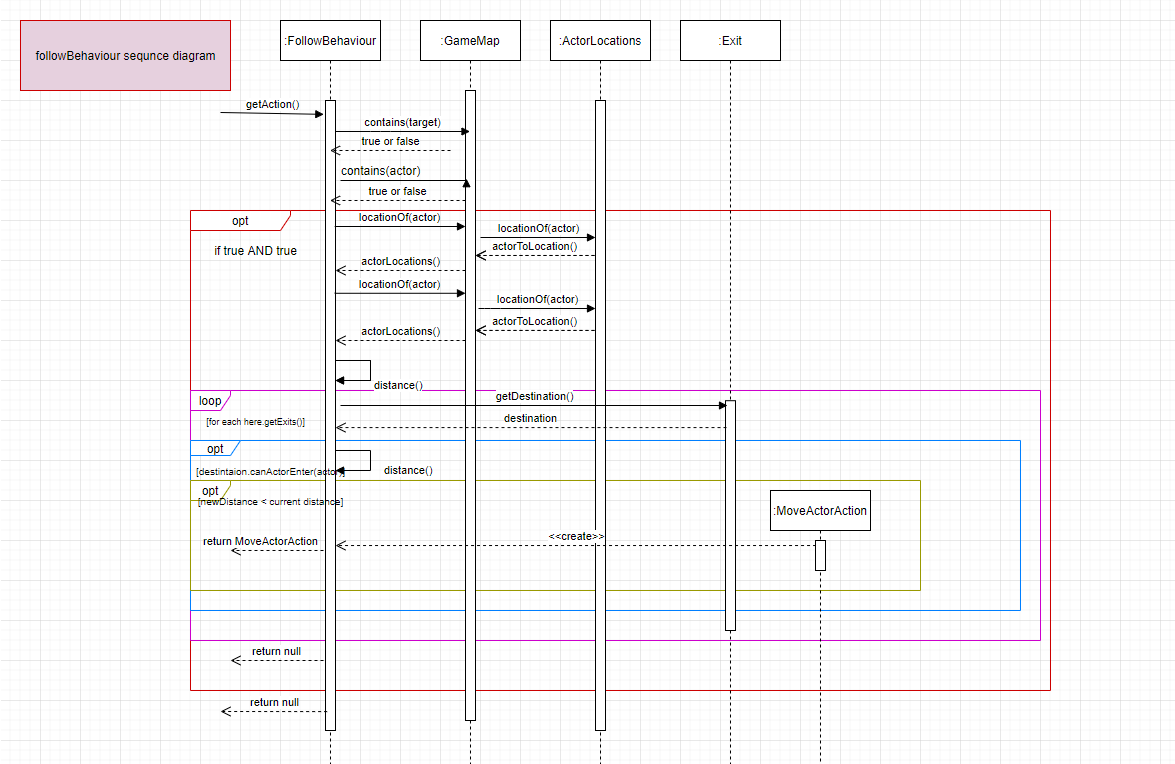 followBehaviour sequnce diagram
:FollowBehaviour
:GameMap
:ActorLocations
:Exit
getAction()
contains(target)
true or false
contains(actor)
true or false
opt
locationOf(actor)
locationOf(actor)
if true AND true
actorToLocation()
actorLocations()
locationOf(actor)
locationOf(actor)
actorToLocation()
actorLocations()
distance()
loop
getDestination()
[for each here.getExits()]
destination
opt
[destintaion.canActorEnter(actor)]
distance()
opt
[newDistance < current distance]
:MoveActorAction
<<create>>
return MoveActorAction
return null
return null